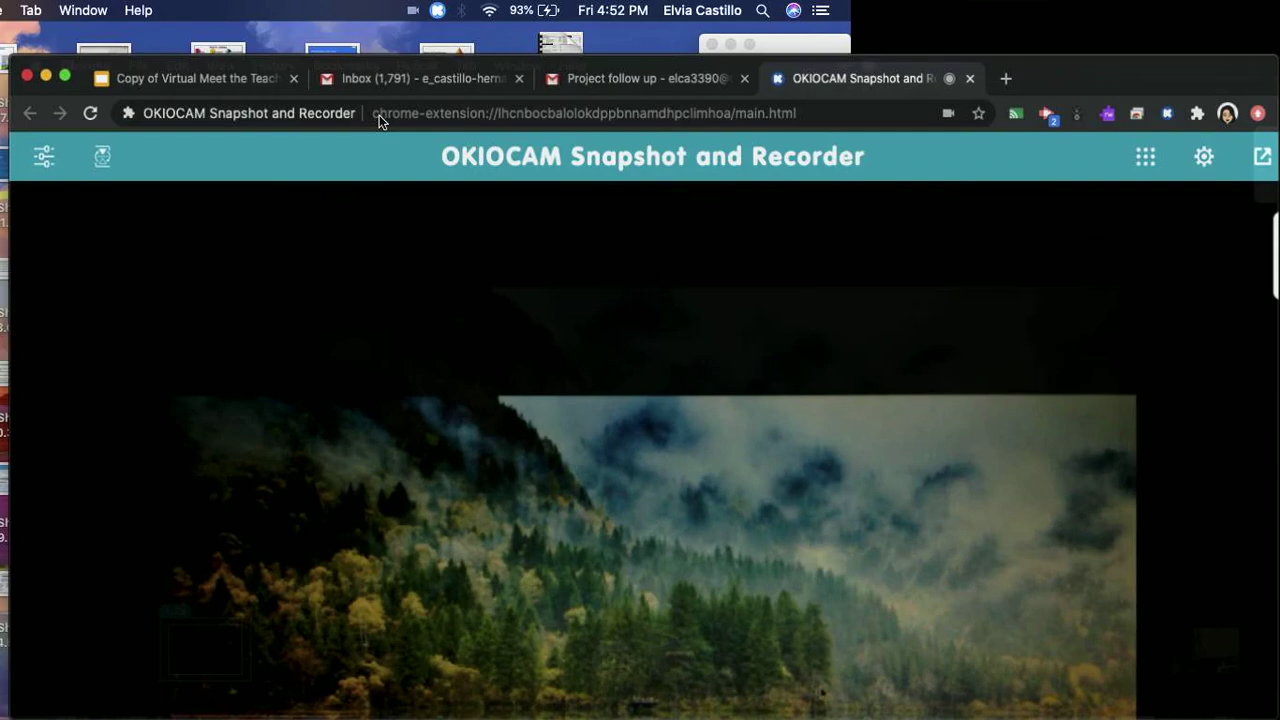 Tab Window Help 93% Fri 4:52 PM Elvia Castillo
Copy of Virtual Meet the Teach Inbox (1,791) - e_castillo-herna Project follow up - elca3390@ OKIOCAM Snapshot and R
OKIOCAM Snapshot and Recorder chrome-extension://lhcnbocbalolokdppbnnamdhpclimhoa/main.html 2
OKIOCAM Snapshot and Recorder